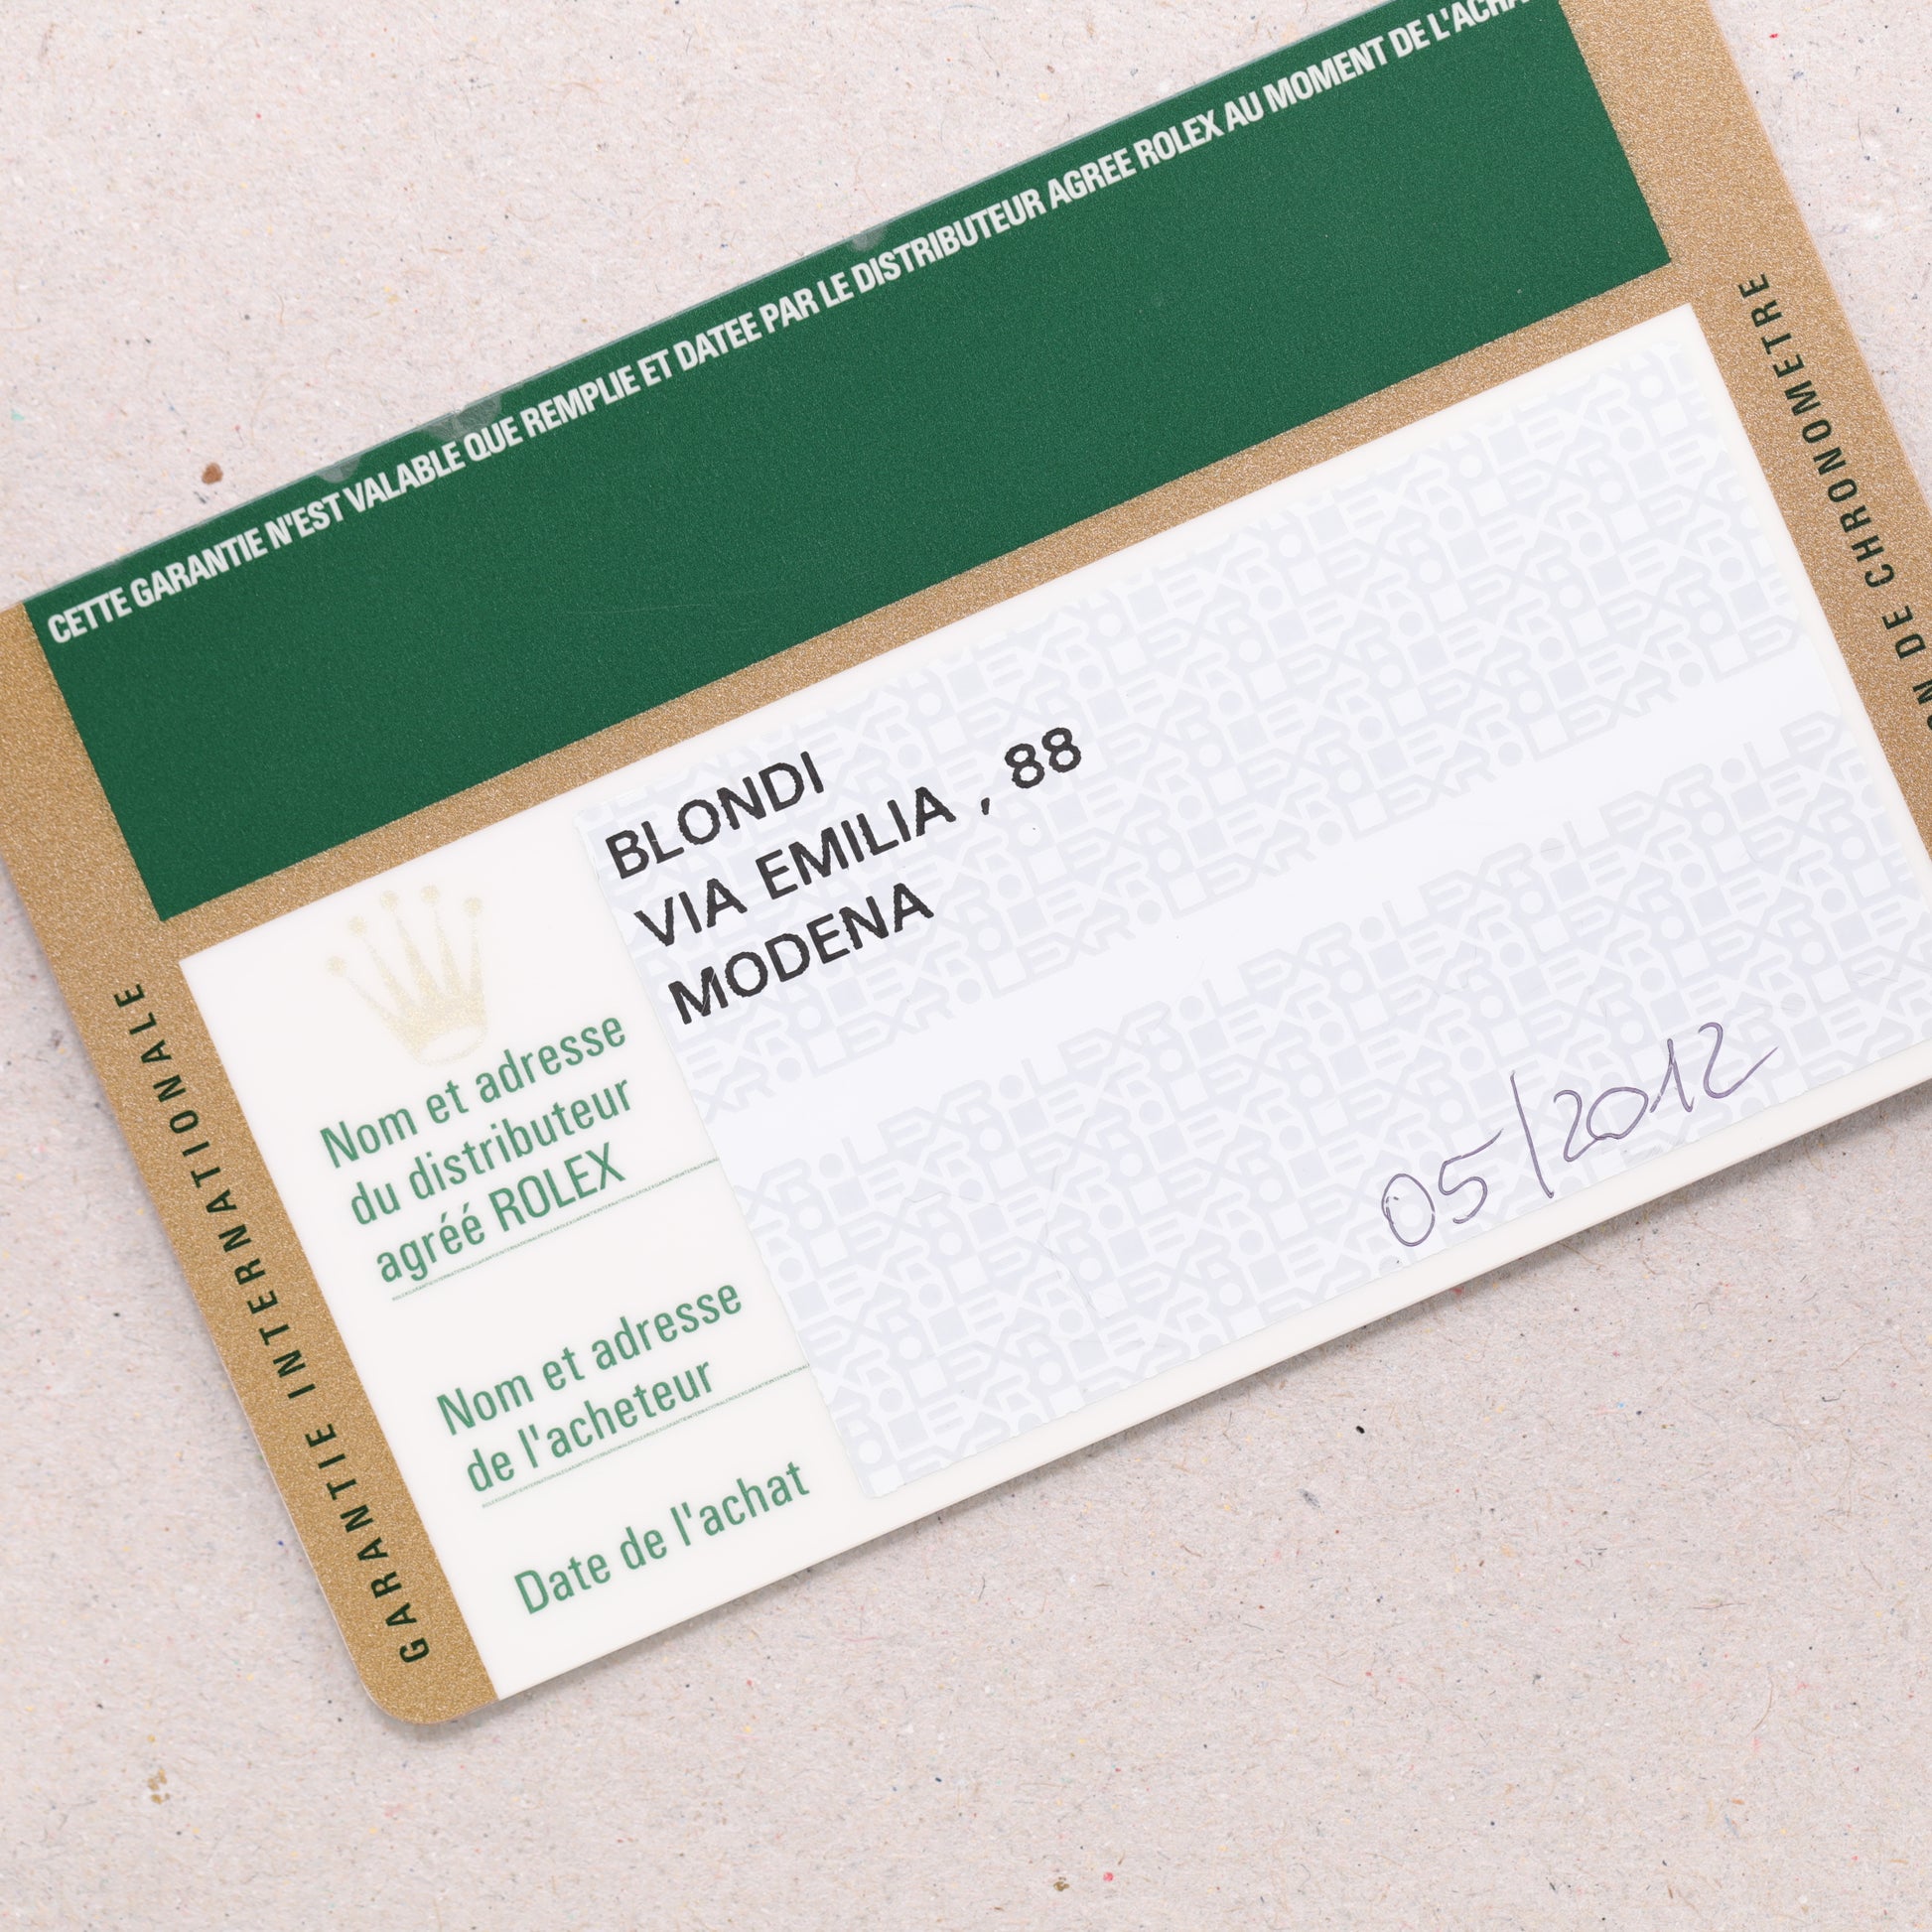 CETTE GARANTIE N'EST VALABLE QUE REMPLIE ET DATEE PAR LE DISTRIBUTEUR AGREE ROLEX AU MOMENT DE
BLONDI
VIA EMILIA , 88
MODENA
Nom et adresse
du distributeur
agréé ROLEX
Nom et adresse
de l'acheteur
Date de l'achat
05/2012
GARANTIE INTERNATIONALE
DE CHRONOMETRE